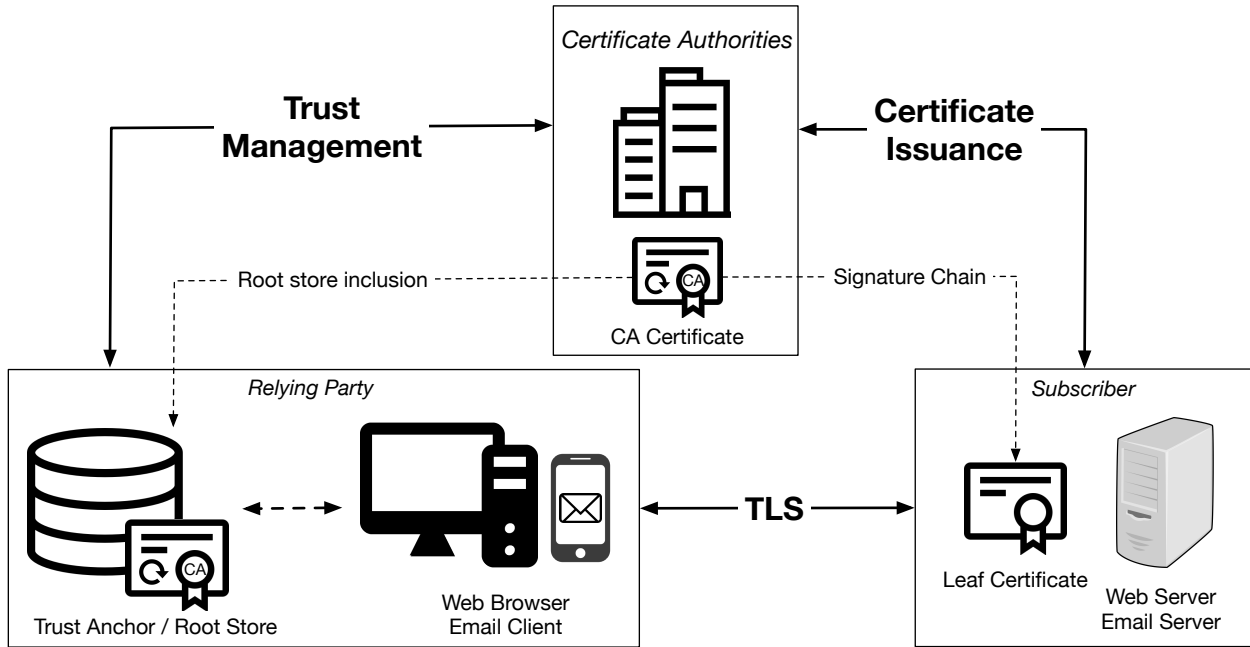 Certificate Authorities
Trust
Management
Certificate
Issuance
CA
Root store inclusion
Signature Chain
CA Certificate
Relying Party
Subscriber
CA
TLS
Leaf Certificate
Web Browser
Email Client
Trust Anchor / Root Store
Web Server
Email Server